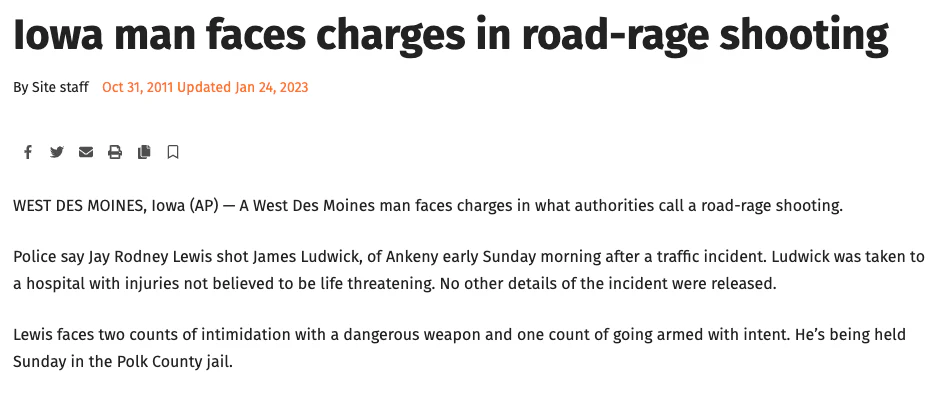 Iowa man faces charges in road-rage shooting
By Site staff Oct 31, 2011 Updated Jan 24, 2023
WEST DES MOINES, Iowa (AP) — A West Des Moines man faces charges in what authorities call a road-rage shooting.
Police say Jay Rodney Lewis shot James Ludwick, of Ankeny early Sunday morning after a traffic incident. Ludwick was taken to
a hospital with injuries not believed to be life threatening. No other details of the incident were released.
Lewis faces two counts of intimidation with a dangerous weapon and one count of going armed with intent. He’s being held
Sunday in the Polk County jail.